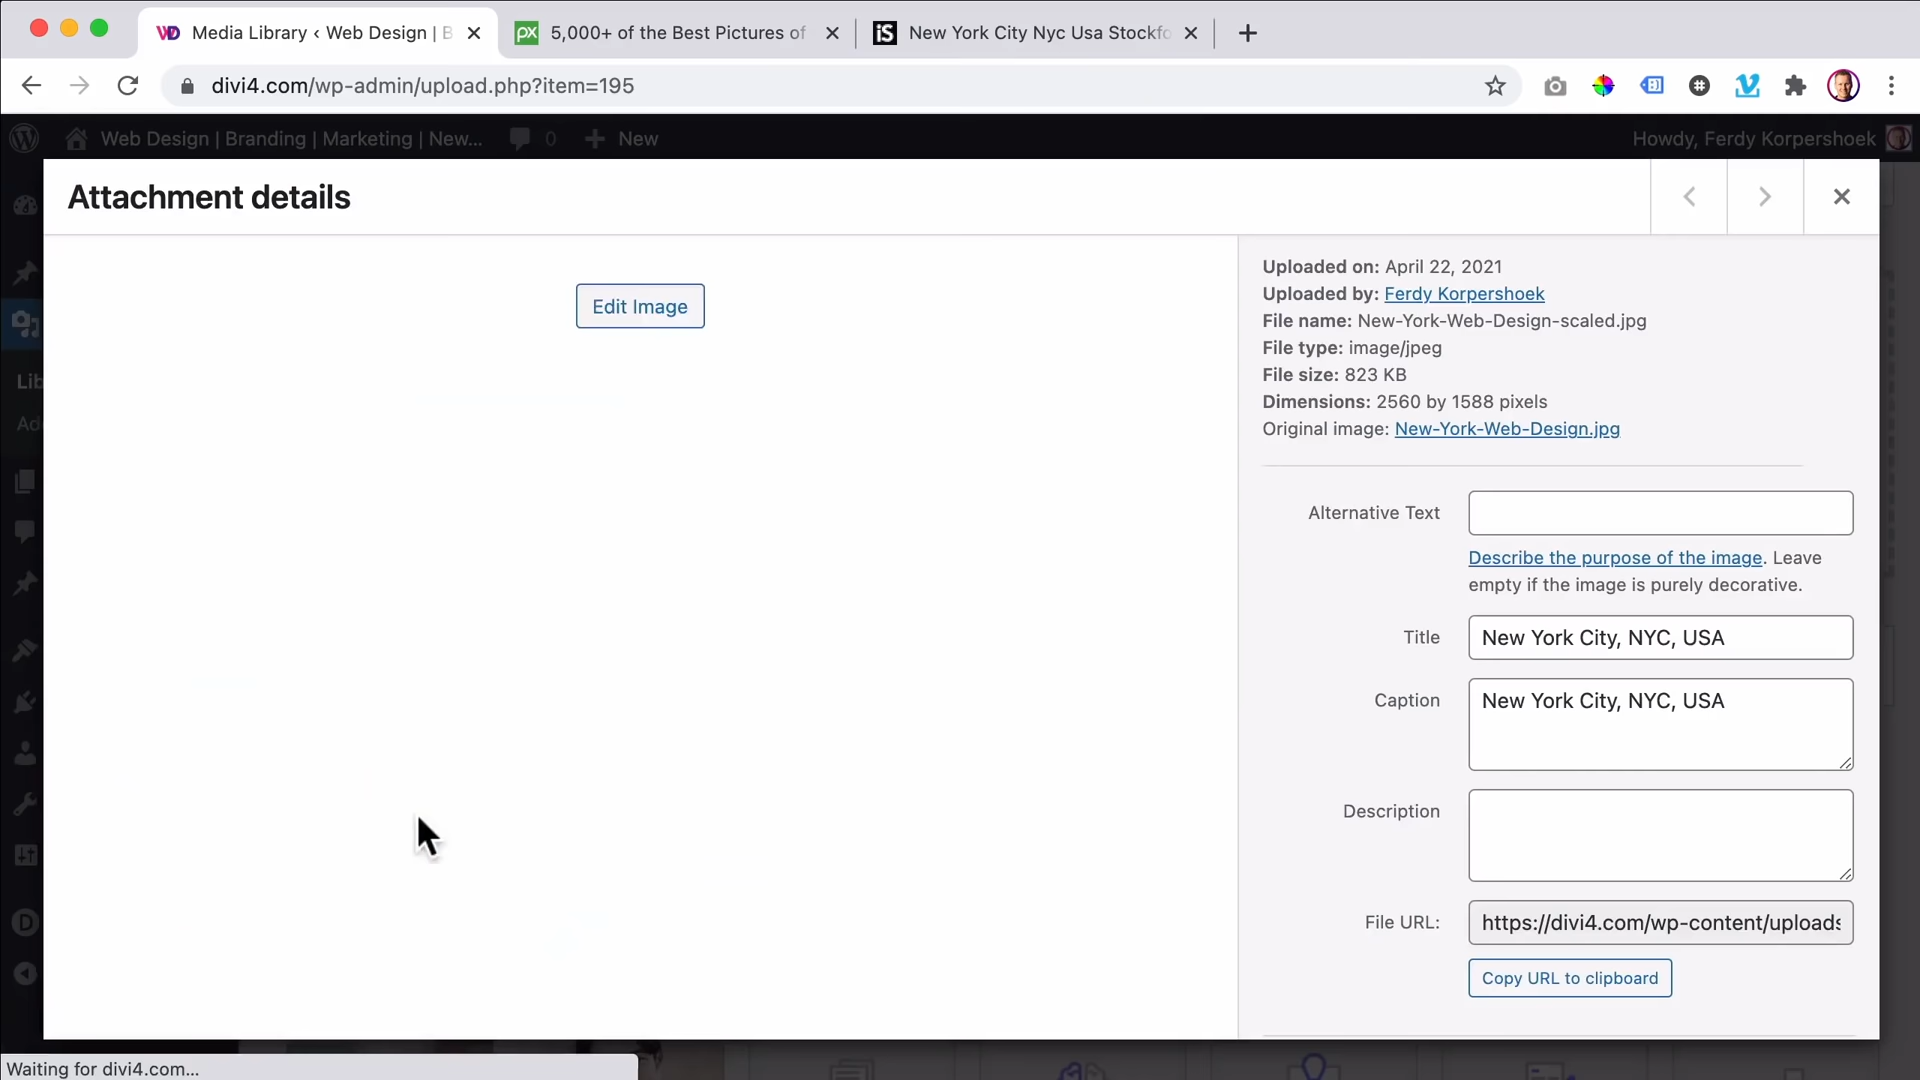 Media Library ‹ Web Design | B
5,000+ of the Best Pictures of
iS New York City Nyc Usa Stockfo
divi4.com/wp-admin/upload.php?item=195
Web Design | Branding | Marketing | New...
0
New
Howdy, Ferdy Korpershoek
Attachment details
Edit Image
Uploaded on: April 22, 2021
Uploaded by: Ferdy Korpershoek
File name: New-York-Web-Design-scaled.jpg
File type: image/jpeg
File size: 823 KB
Dimensions: 2560 by 1588 pixels
Original image: New-York-Web-Design.jpg
Lib
Ad
Alternative Text
Describe the purpose of the image. Leave
empty if the image is purely decorative.
Title
New York City, NYC, USA
Caption
New York City, NYC, USA
Description
File URL:
https://divi4.com/wp-content/uploads
Copy URL to clipboard
Waiting for divi4.com...